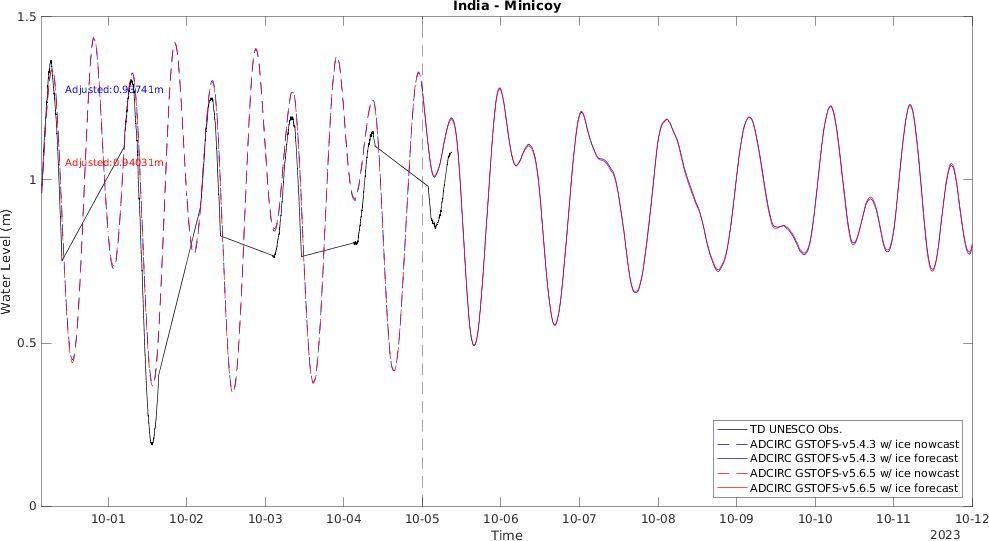 India - Minicoy
Water Level (m)
1.5
1
0.5
0
Adjusted:0.93741m
Adjusted:0.94031m
TD UNESCO Obs.
ADCIRC GSTOFS-v5.4.3 w/ ice nowcast
ADCIRC GSTOFS-v5.4.3 w/ ice forecast
ADCIRC GSTOFS-v5.6.5 w/ ice nowcast
ADCIRC GSTOFS-v5.6.5 w/ ice forecast
10-01 10-02 10-03 10-04 10-05 10-06 10-07 10-08 10-09 10-10 10-11 10-12
Time
2023